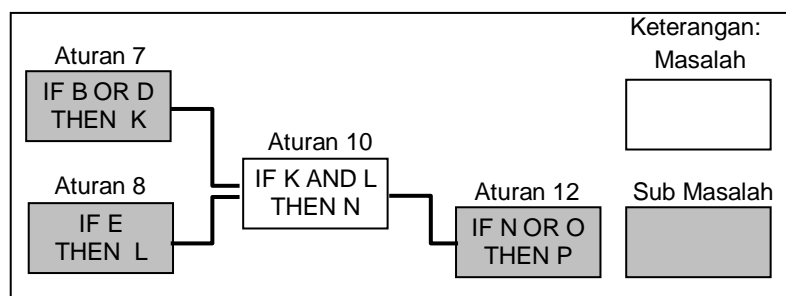 Keterangan:
Masalah
Aturan 7
IF B OR D
THEN K
Aturan 10
IF K AND L
THEN N
Aturan 8
IF E
THEN L
Aturan 12
IF N OR O
THEN P
Sub Masalah